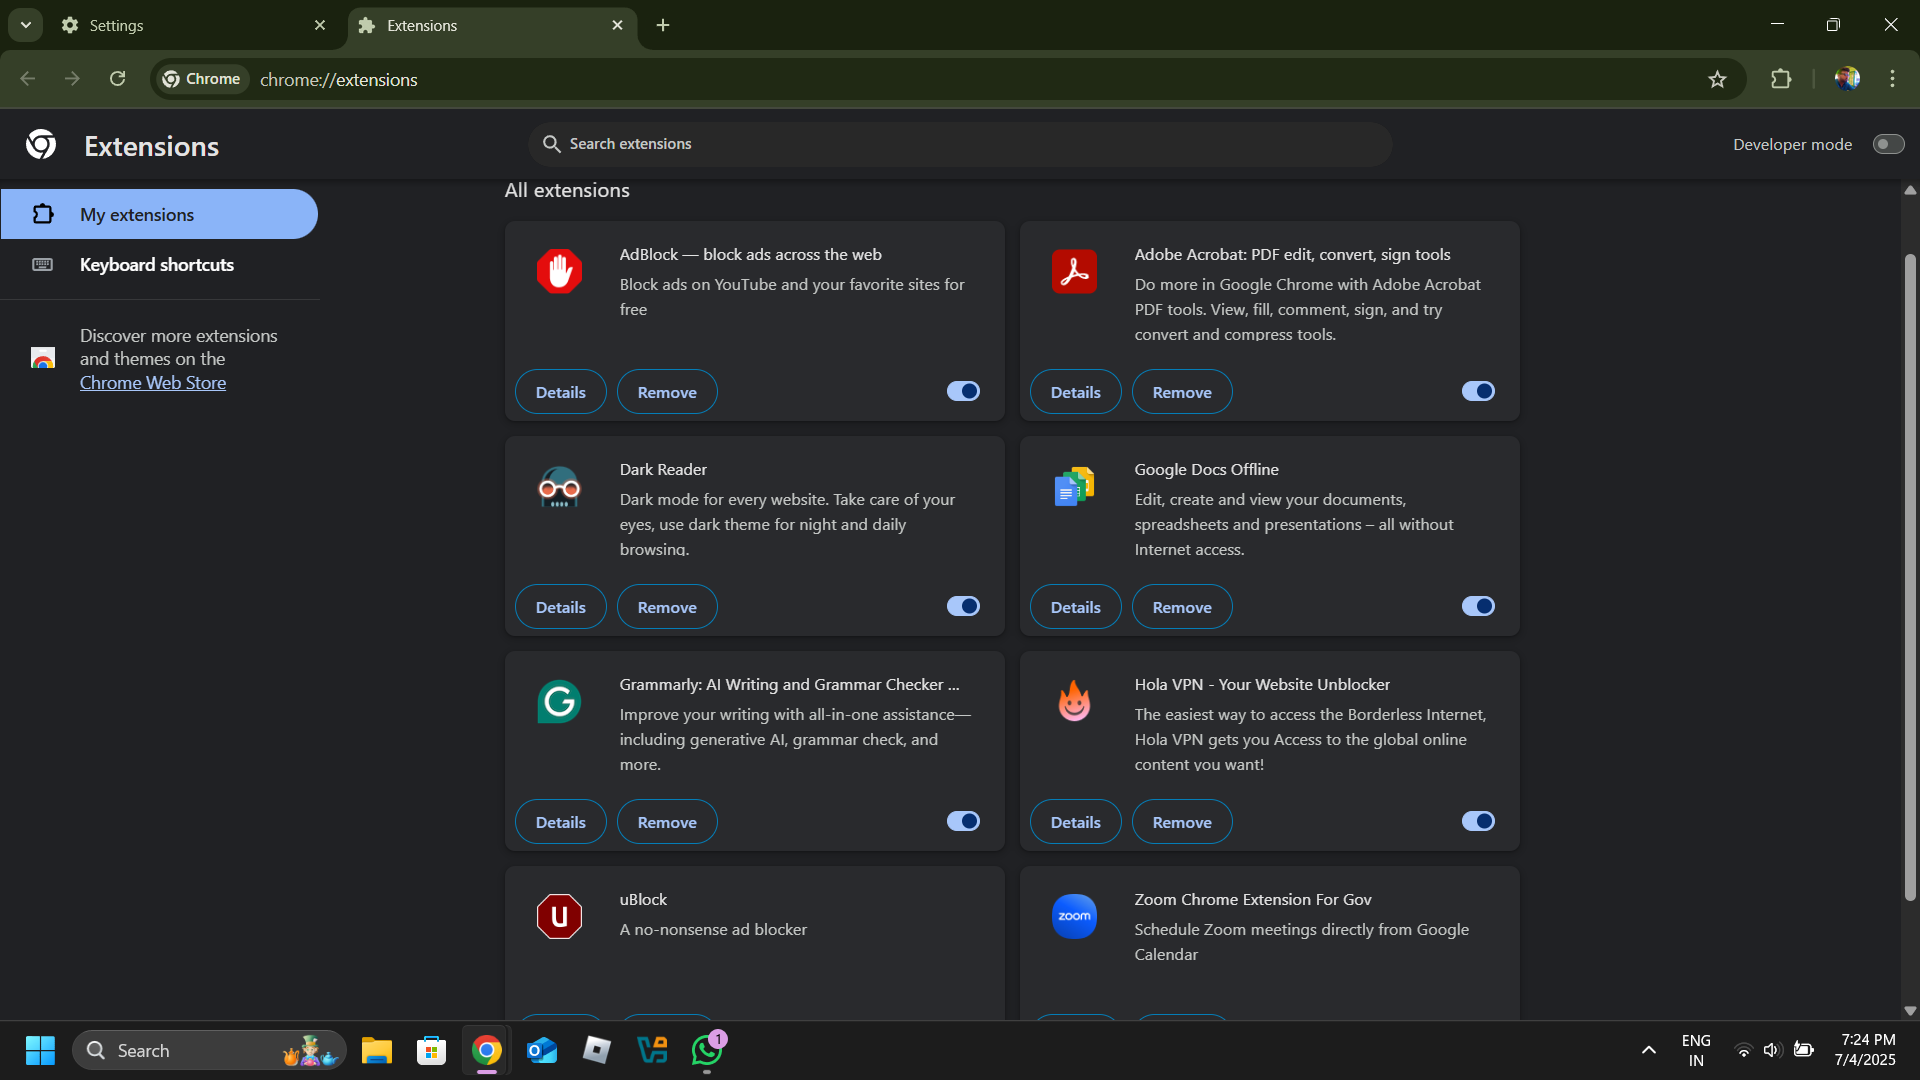 Settings
Extensions
Chrome
chrome://extensions
Extensions
Search extensions
Developer mode
My extensions
Keyboard shortcuts
Discover more extensions
and themes on the
Chrome Web Store
All extensions
AdBlock — block ads across the web
Block ads on YouTube and your favorite sites for
free
Details
Remove
Adobe Acrobat: PDF edit, convert, sign tools
Do more in Google Chrome with Adobe Acrobat
PDF tools. View, fill, comment, sign, and try
convert and compress tools.
Details
Remove
Dark Reader
Dark mode for every website. Take care of your
eyes, use dark theme for night and daily
browsing.
Details
Remove
Google Docs Offline
Edit, create and view your documents,
spreadsheets and presentations – all without
Internet access.
Details
Remove
G
Grammarly: AI Writing and Grammar Checker ...
Improve your writing with all-in-one assistance—
including generative AI, grammar check, and
more.
Details
Remove
Hola VPN - Your Website Unblocker
The easiest way to access the Borderless Internet,
Hola VPN gets you Access to the global online
content you want!
Details
Remove
u
uBlock
A no-nonsense ad blocker
zoom
Zoom Chrome Extension For Gov
Schedule Zoom meetings directly from Google
Calendar
Search
1
ENG
IN
7:24 PM
7/4/2025